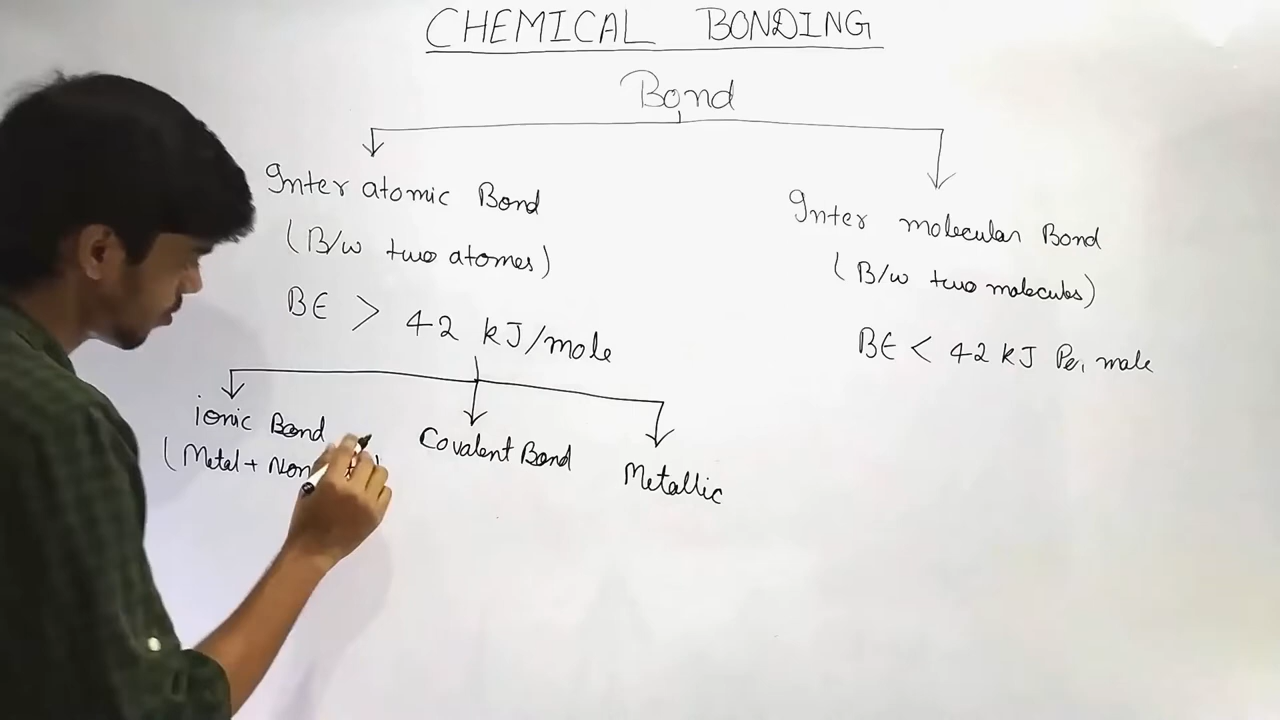 CHEMICAL BONDING
Bond
Inter atomic Bond
(B/w two atomes)
BE > 42 kJ/mole
Inter molecular Bond
(B/w two molecules)
BE < 42 kJ Per mole
ionic Bond
(Metal + Non
Covalent Bond
Metallic